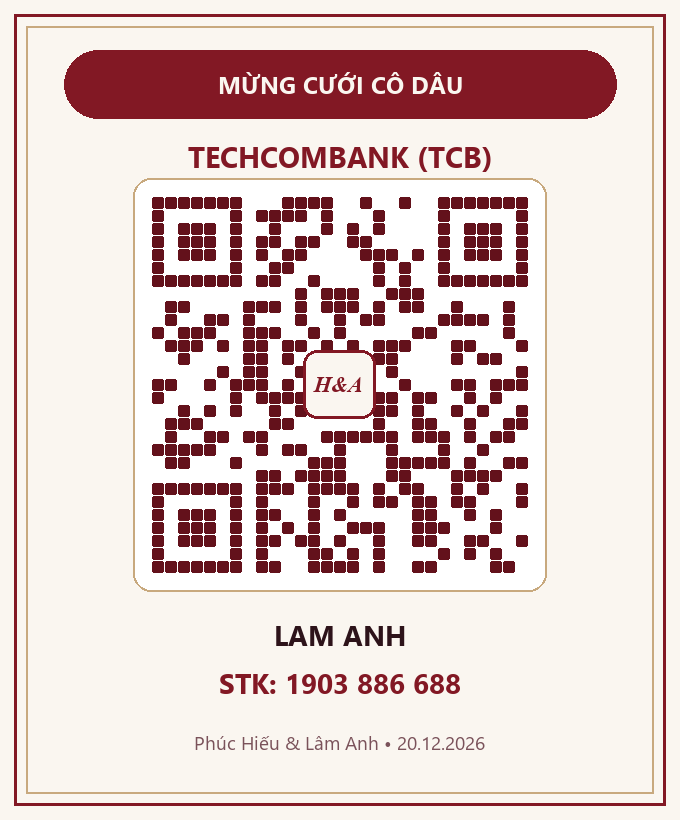 MỪNG CƯỚI CÔ DÂU
TECHCOMBANK (TCB)
H&A
LAM ANH
STK: 1903 886 688
Phúc Hiếu & Lâm Anh • 20.12.2026